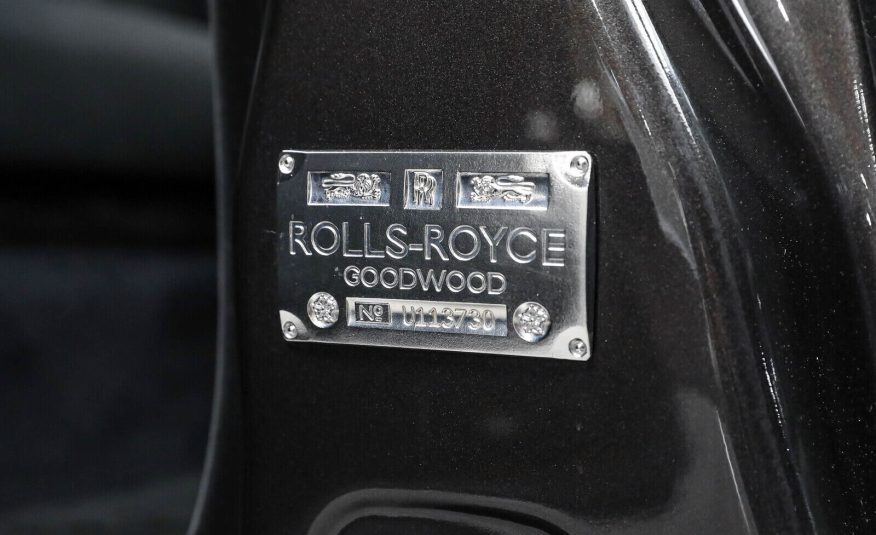 RR
ROLLS-ROYCE
GOODWOOD
No U113730